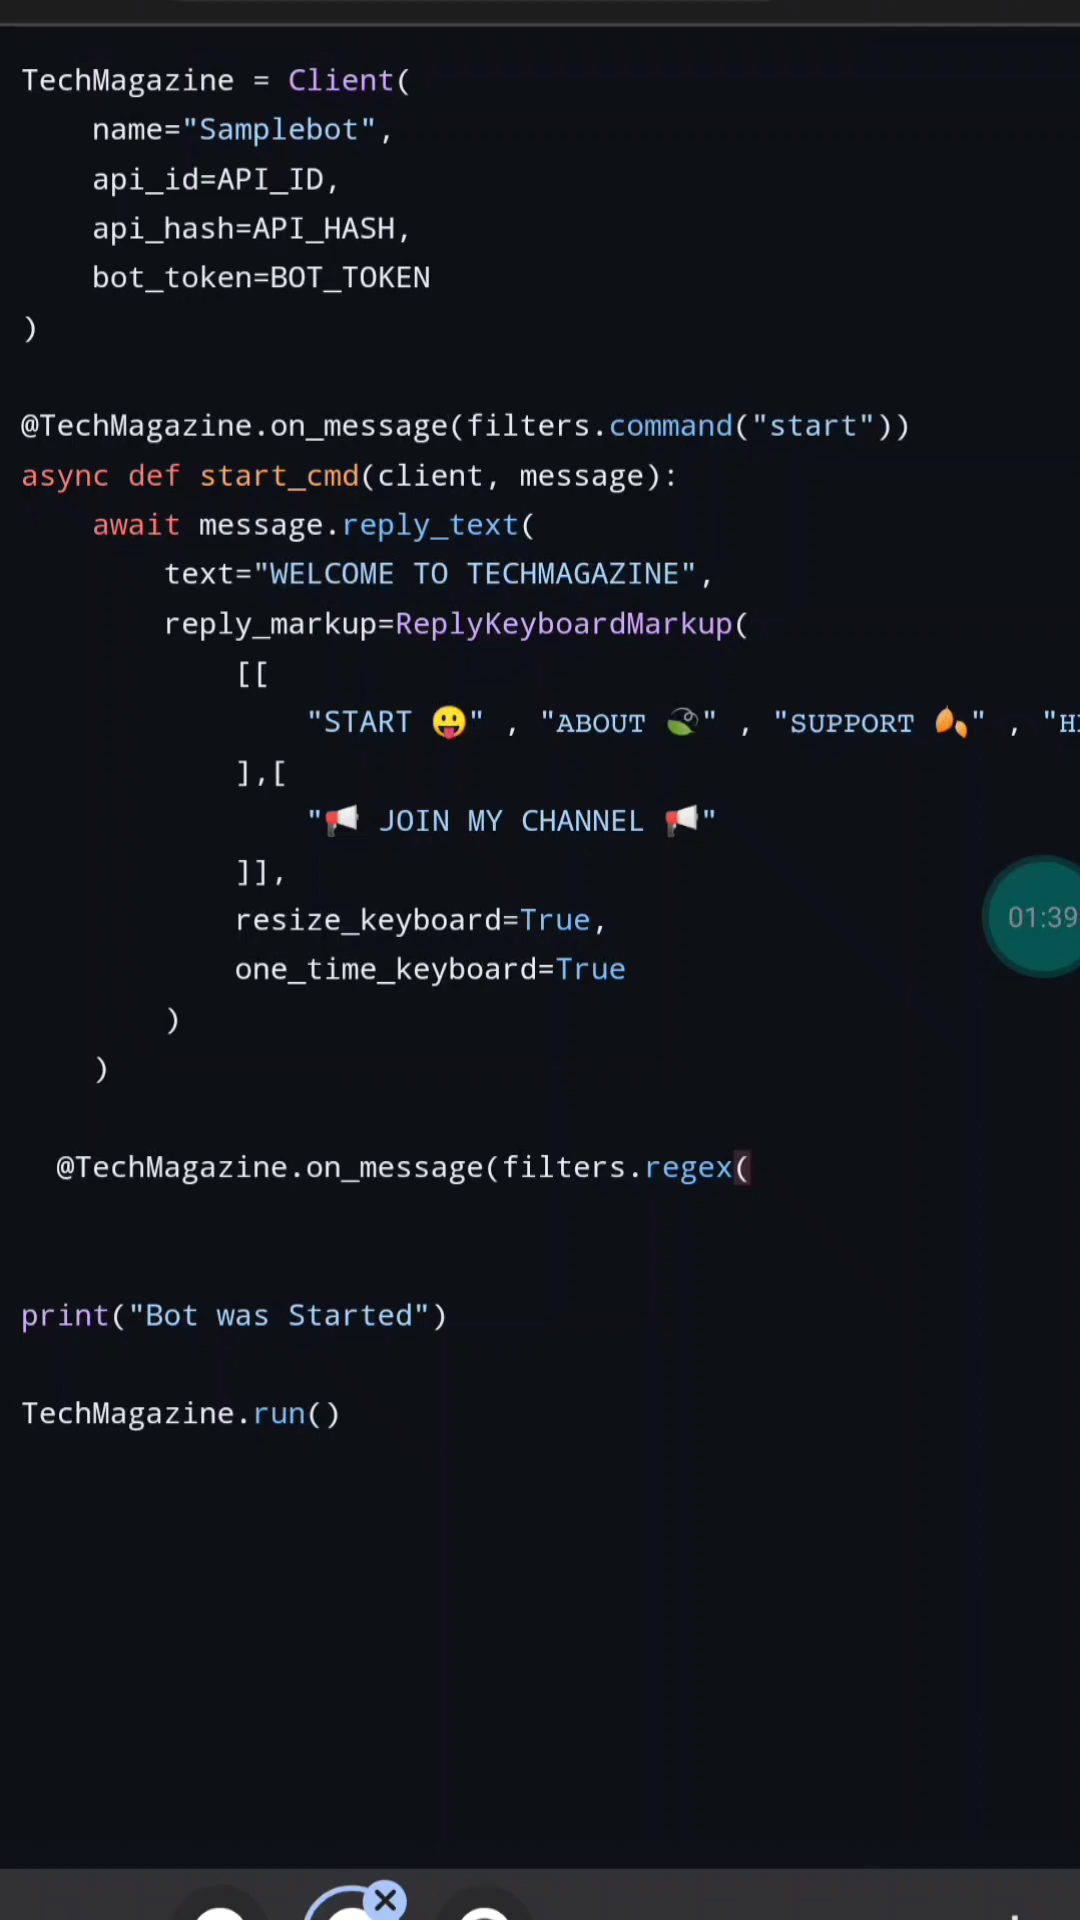 TechMagazine = Client(
    name="Samplebot",
    api_id=API_ID,
    api_hash=API_HASH,
    bot_token=BOT_TOKEN
)
@TechMagazine.on_message(filters.command("start"))
async def start_cmd(client, message):
    await message.reply_text(
        text="WELCOME TO TECHMAGAZINE",
        reply_markup=ReplyKeyboardMarkup(
            [[
                "START 😛" , "ᴀʙᴏᴜᴛ 🍃" , "ꜱᴜᴘᴘᴏʀᴛ 🍂" , "
            ],[
                "📢 JOIN MY CHANNEL 📢"
            ]],
            resize_keyboard=True,
            one_time_keyboard=True
        )
    )
01:39
  @TechMagazine.on_message(filters.regex(
print("Bot was Started")
TechMagazine.run()